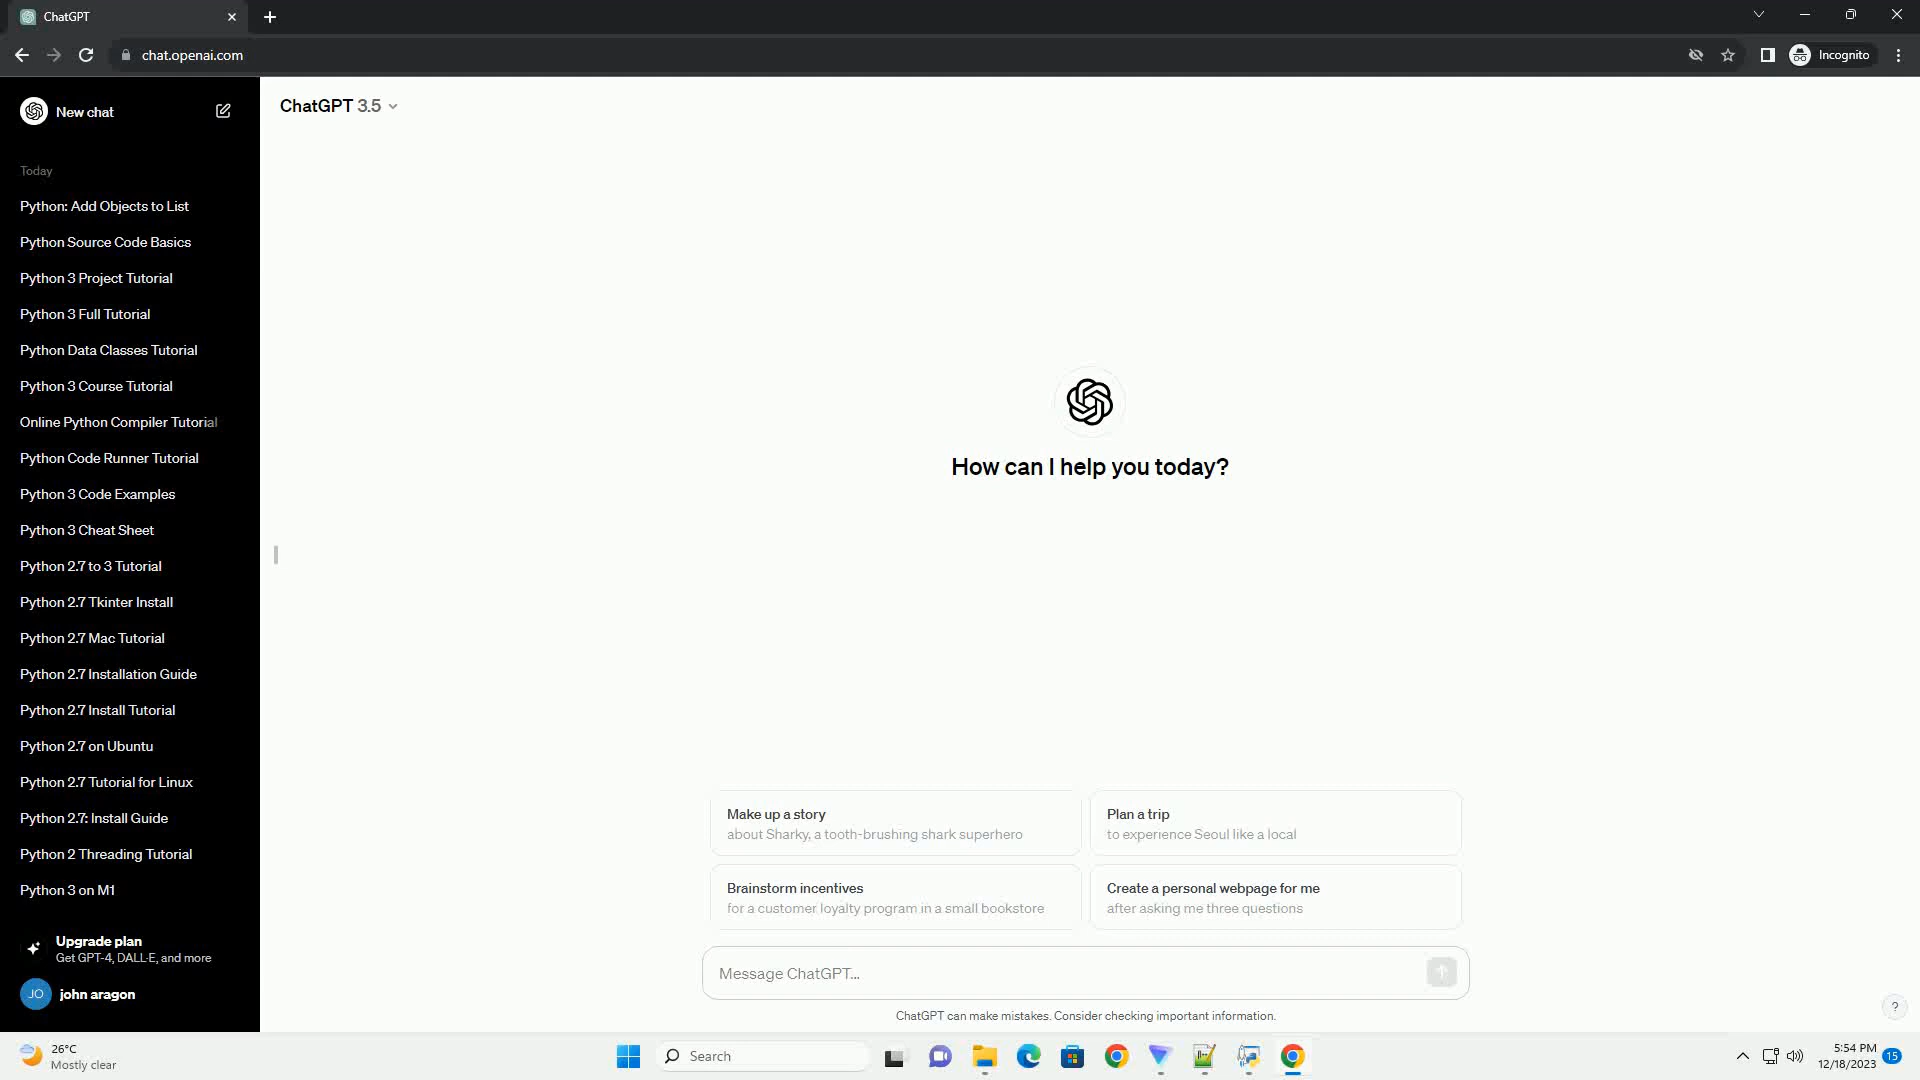 ChatGPT
chat.openai.com
Incognito
New chat
ChatGPT 3.5
Today
Python: Add Objects to List
Python Source Code Basics
Python 3 Project Tutorial
Python 3 Full Tutorial
Python Data Classes Tutorial
Python 3 Course Tutorial
Online Python Compiler Tutorial
Python Code Runner Tutorial
Python 3 Code Examples
Python 3 Cheat Sheet
Python 2.7 to 3 Tutorial
Python 2.7 Tkinter Install
Python 2.7 Mac Tutorial
Python 2.7 Installation Guide
Python 2.7 Install Tutorial
Python 2.7 on Ubuntu
Python 2.7 Tutorial for Linux
Python 2.7: Install Guide
Python 2 Threading Tutorial
Python 3 on M1
Upgrade plan
Get GPT-4, DALL·E, and more
JO
john aragon
How can I help you today?
Make up a story
about Sharky, a tooth-brushing shark superhero
Plan a trip
to experience Seoul like a local
Brainstorm incentives
for a customer loyalty program in a small bookstore
Create a personal webpage for me
after asking me three questions
Message ChatGPT...
ChatGPT can make mistakes. Consider checking important information.
?
26°C
Mostly clear
Search
5:54 PM
12/18/2023
15